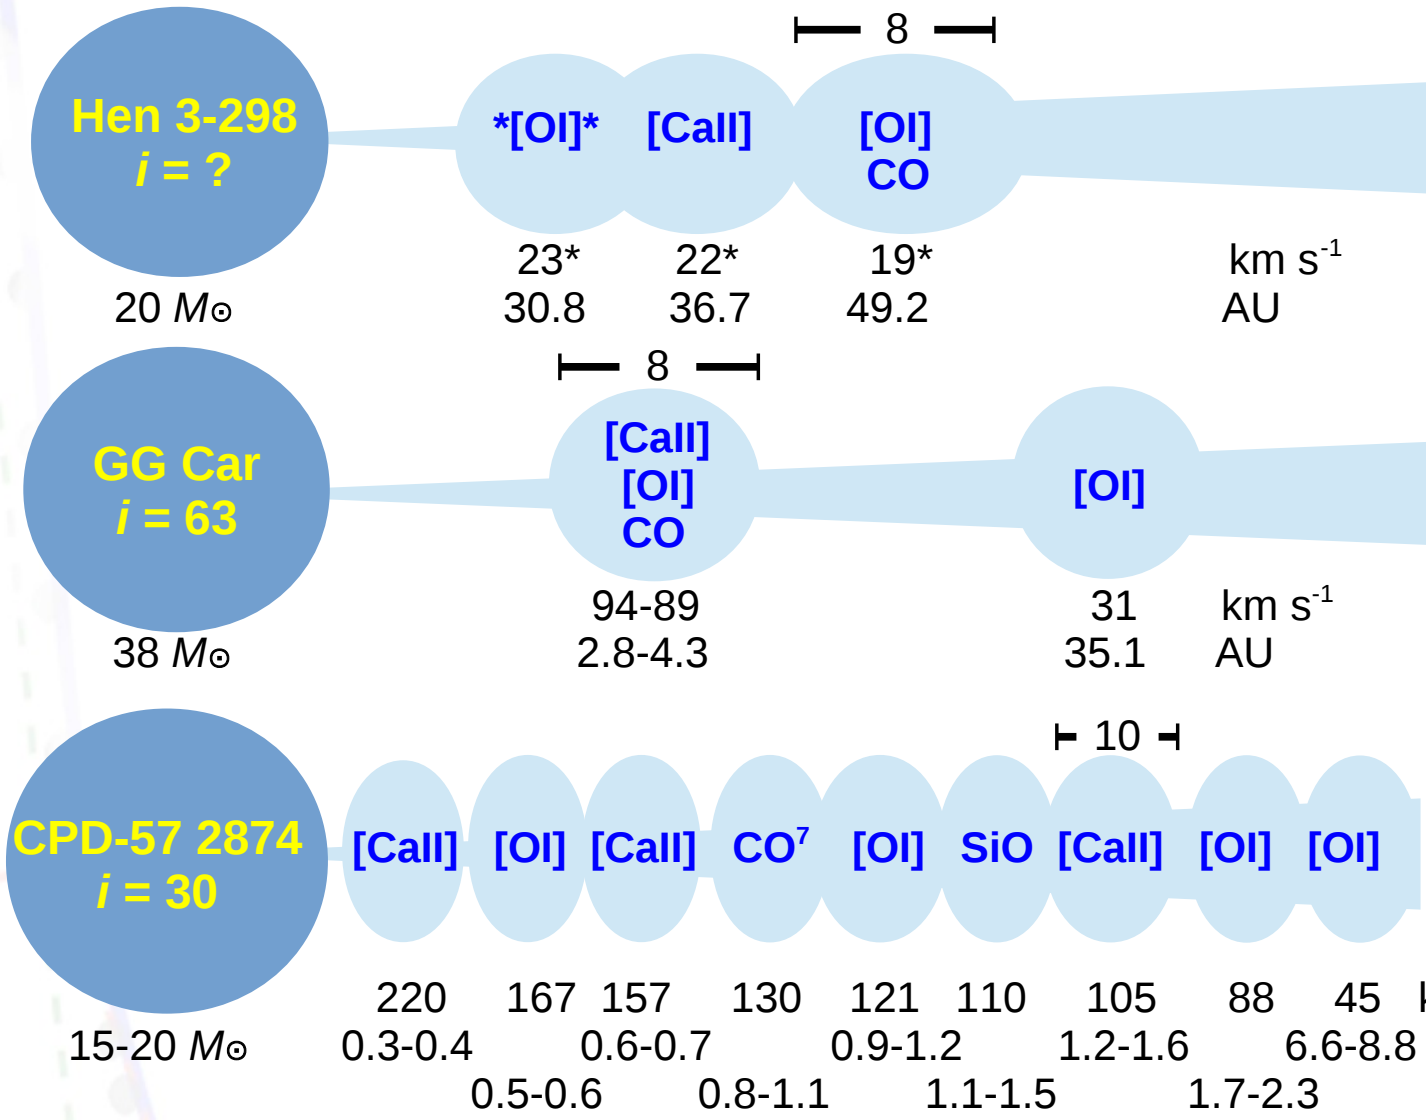 8
Hen 3-298
i = ?
*[OI]* [CaII] [OI]
CO
23* 22* 19* km s⁻¹
20 M⊙ 30.8 36.7 49.2 AU
8
GG Car
i = 63
[CaII]
[OI]
CO
[OI]
94-89 31 km s⁻¹
38 M⊙ 2.8-4.3 35.1 AU
10
CPD-57 2874
i = 30
[CaII] [OI] [CaII] CO⁷ [OI] SiO [CaII] [OI] [OI]
220 167 157 130 121 110 105 88 45
15-20 M⊙ 0.3-0.4 0.6-0.7 0.9-1.2 1.2-1.6 6.6-8.8
0.5-0.6 0.8-1.1 1.1-1.5 1.7-2.3